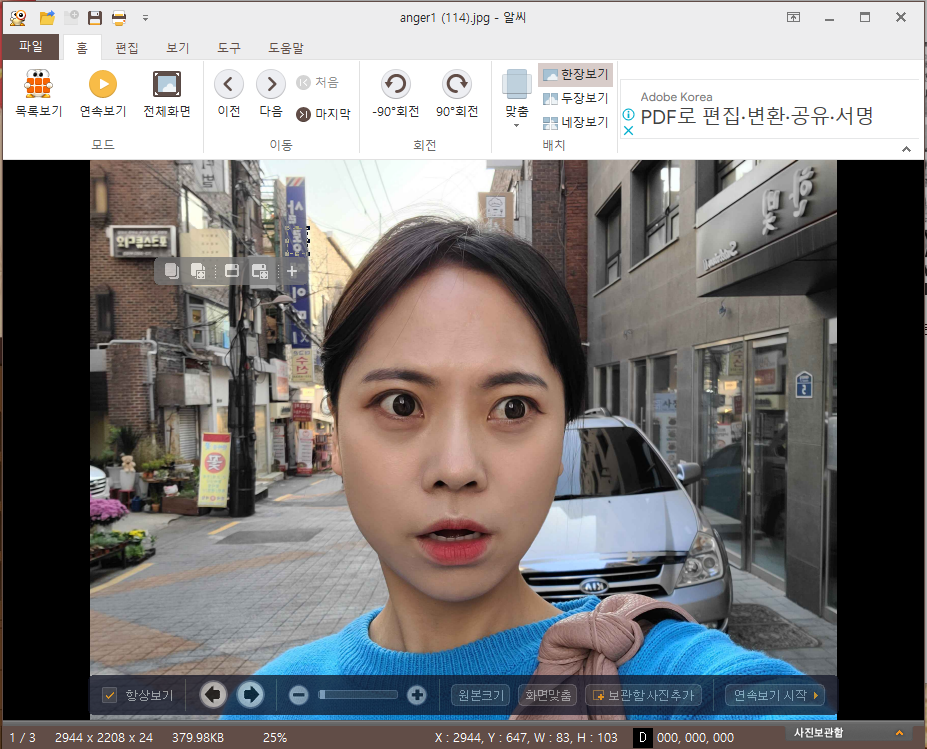 anger1 (114).jpg - 알씨
파일 홈 편집 보기 도구 도움말
목록보기 연속보기 전체화면
모드
이전 다음 처음
마지막
이동
-90°회전 90°회전
회전
맞춤
한장보기
두장보기
네장보기
배치
Adobe Korea
PDF로 편집·변환·공유·서명
KIA
항상보기
원본크기 화면맞춤 보관함사진추가 연속보기 시작
1 / 3 2944 x 2208 x 24 379.98KB 25% X : 2944, Y : 647, W : 83, H : 103 D 000, 000, 000
사진보관함